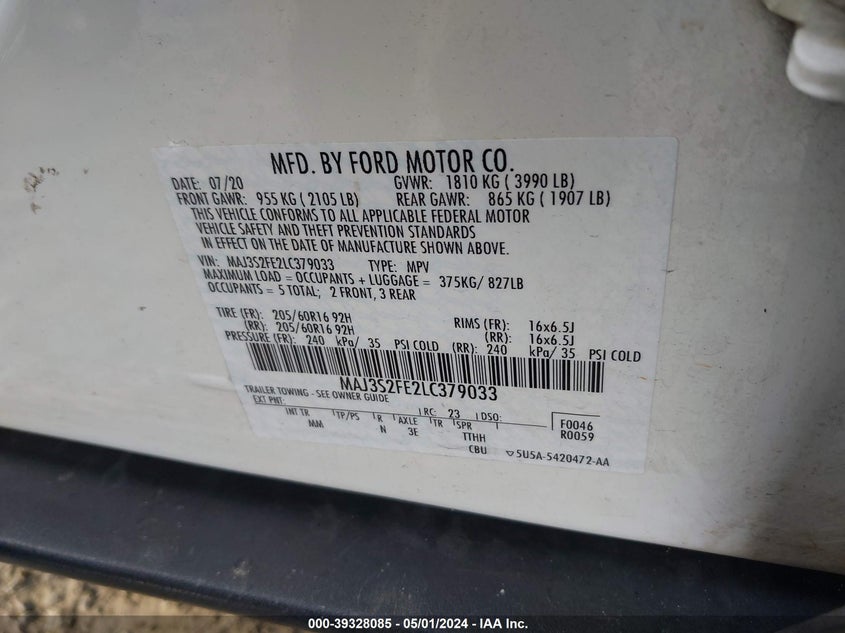 MFD. BY FORD MOTOR CO.
DATE: 07/20 GVWR: 1810 KG ( 3990 LB)
FRONT GAWR: 955 KG ( 2105 LB) REAR GAWR: 865 KG ( 1907 LB)
THIS VEHICLE CONFORMS TO ALL APPLICABLE FEDERAL MOTOR
VEHICLE SAFETY AND THEFT PREVENTION STANDARDS
IN EFFECT ON THE DATE OF MANUFACTURE SHOWN ABOVE.
VIN: MAJ3S2FE2LC379033 TYPE: MPV
MAXIMUM LOAD = OCCUPANTS + LUGGAGE = 375KG/ 827LB
OCCUPANTS = 5 TOTAL; 2 FRONT, 3 REAR
TIRE (FR): 205/60R16 92H RIMS (FR): 16x6.5J
(RR): 205/60R16 92H (RR): 16x6.5J
PRESSURE (FR): 240 kPa/ 35 PSI COLD (RR): 240 kPa/ 35 PSI COLD
MAJ3S2FE2LC379033
TRAILER TOWING - SEE OWNER GUIDE
EXT PNT: RC: 23 DSO:
INT TR TP/PS R AXLE TR SPR F0046
MM N 3E TTHH R0059
CBU 5U5A-5420472-AA
000-39328085 - 05/01/2024 - IAA Inc.